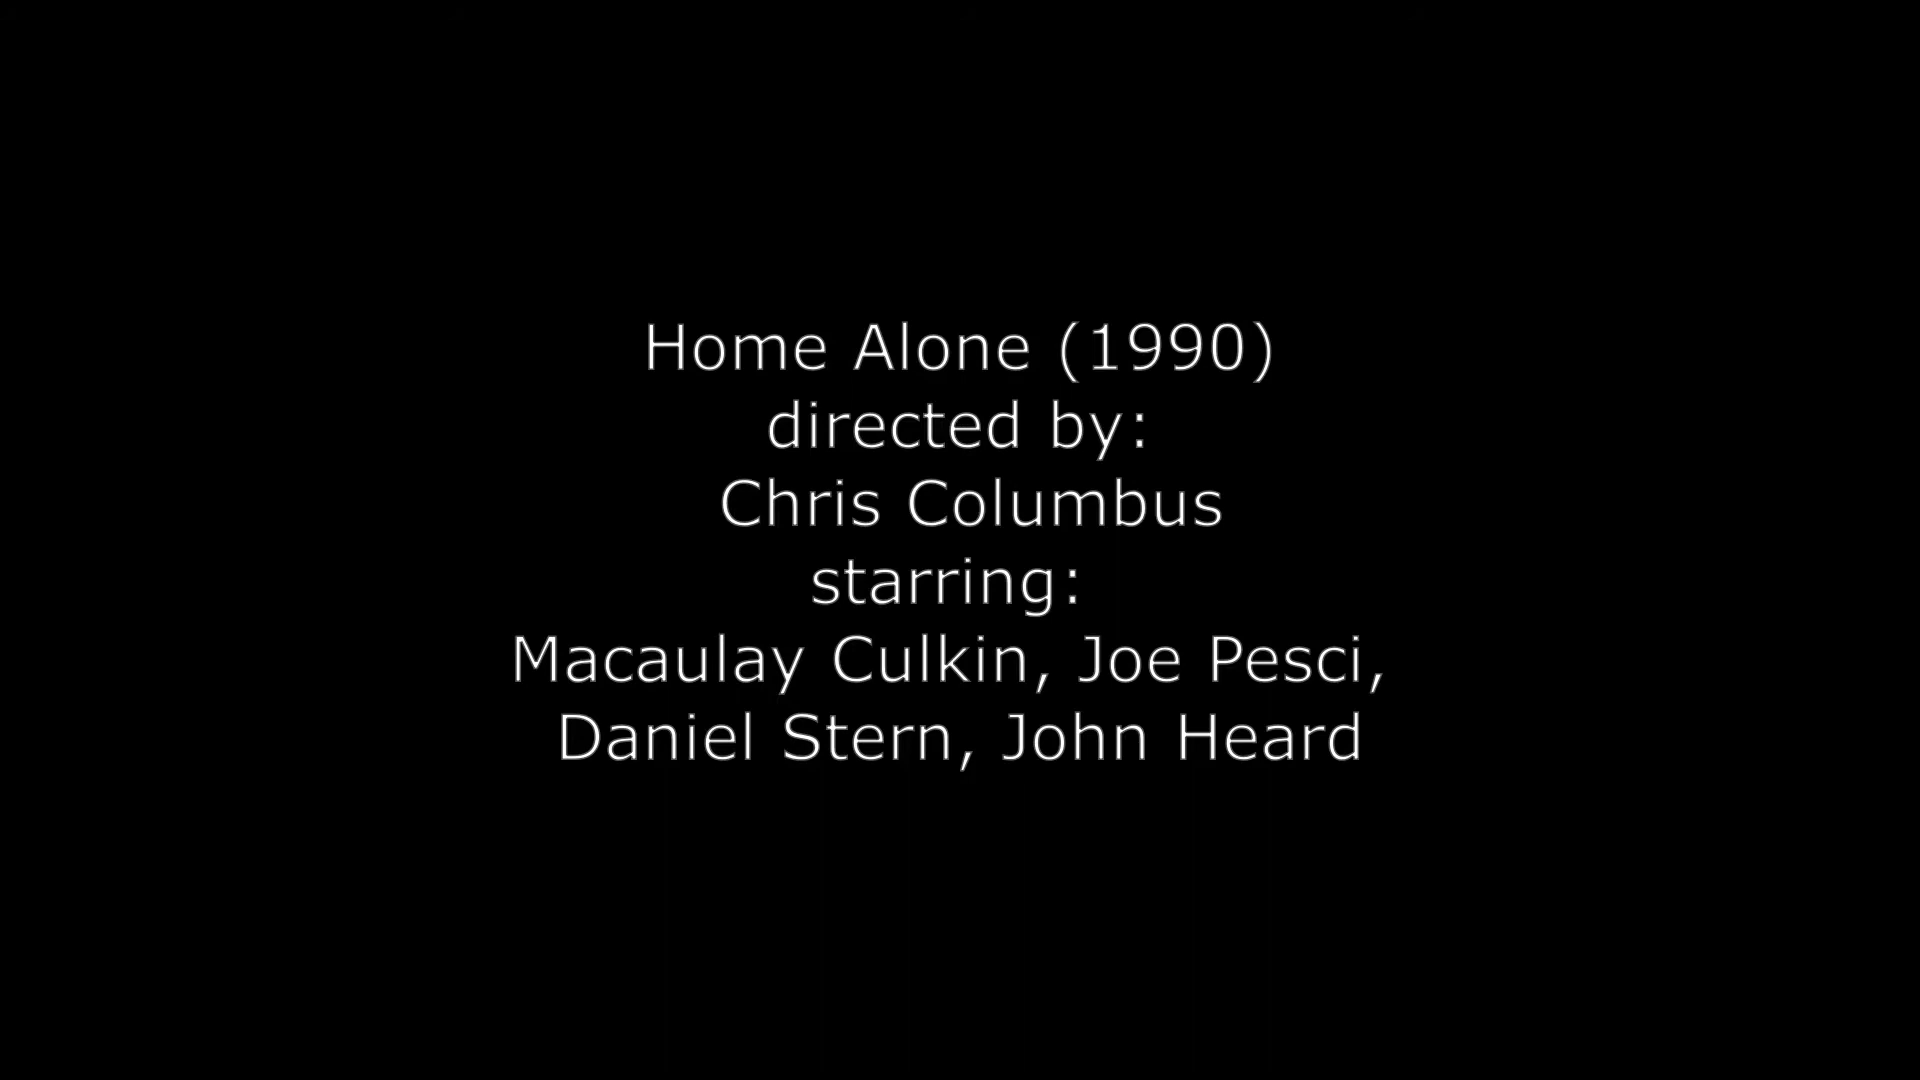 Home Alone (1990)
directed by:
Chris Columbus
starring:
Macaulay Culkin, Joe Pesci,
Daniel Stern, John Heard